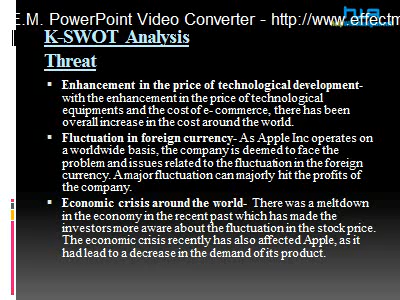 E.M. PowerPoint Video Converter - http://www.effectm
K-SWOT Analysis
Threat
Enhancement in the price of technological development-
with the enhancement in the price of technological
equipments and the cost of e- commerce, there has been
overall increase in the cost around the world.
Fluctuation in foreign currency- As Apple Inc operates on
a worldwide basis, the company is deemed to face the
problem and issues related to the fluctuation in the foreign
currency. A major fluctuation can majorly hit the profits of
the company.
Economic crisis around the world- There was a meltdown
in the economy in the recent past which has made the
investors more aware about the fluctuation in the stock price.
The economic crisis recently has also affected Apple, as it
had lead to a decrease in the demand of its product.